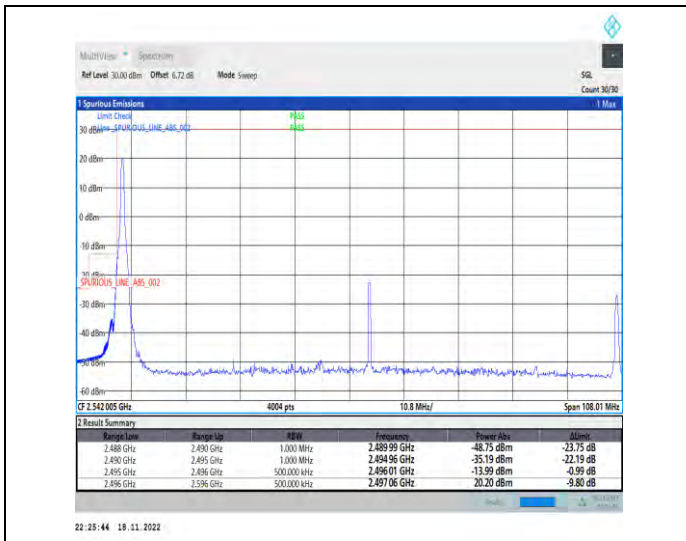 MultiView Spectrum
Ref Level 30.00 dBm Offset 6.72 dB Mode Sweep SGL
Count 30/30
1 Spurious Emissions 1 Max
Limit Check PASS
30 dBm Line _SPURIOUS_LINE_ABS_002 PASS
20 dBm
10 dBm
0 dBm
-10 dBm
-20 dBm
SPURIOUS_LINE_ABS_002
-30 dBm
-40 dBm
-50 dBm
-60 dBm
CF 2.542 005 GHz 4004 pts 10.8 MHz/ Span 108.01 MHz
2 Result Summary
Range Low Range Up RBW Frequency Power Abs ΔLimit
2.488 GHz 2.490 GHz 1.000 MHz 2.489 99 GHz -48.75 dBm -23.75 dB
2.490 GHz 2.495 GHz 1.000 MHz 2.494 96 GHz -35.19 dBm -22.19 dB
2.495 GHz 2.496 GHz 500.000 kHz 2.496 01 GHz -13.99 dBm -0.99 dB
2.496 GHz 2.596 GHz 500.000 kHz 2.497 06 GHz 20.20 dBm -9.80 dB
22:25:44 18.11.2022